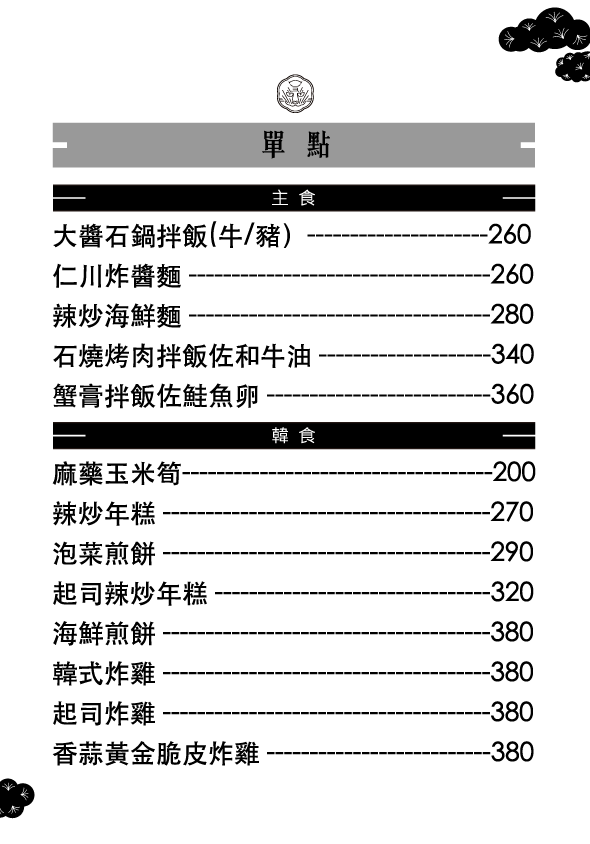 單 點
主 食
大醬石鍋拌飯(牛/豬) ---------------------260
仁川炸醬麵 -----------------------------------260
辣炒海鮮麵 -----------------------------------280
石燒烤肉拌飯佐和牛油 --------------------340
蟹膏拌飯佐鮭魚卵 --------------------------360
韓 食
麻藥玉米筍------------------------------------200
辣炒年糕 --------------------------------------270
泡菜煎餅 --------------------------------------290
起司辣炒年糕 --------------------------------320
海鮮煎餅 --------------------------------------380
韓式炸雞 --------------------------------------380
起司炸雞 --------------------------------------380
香蒜黃金脆皮炸雞 --------------------------380